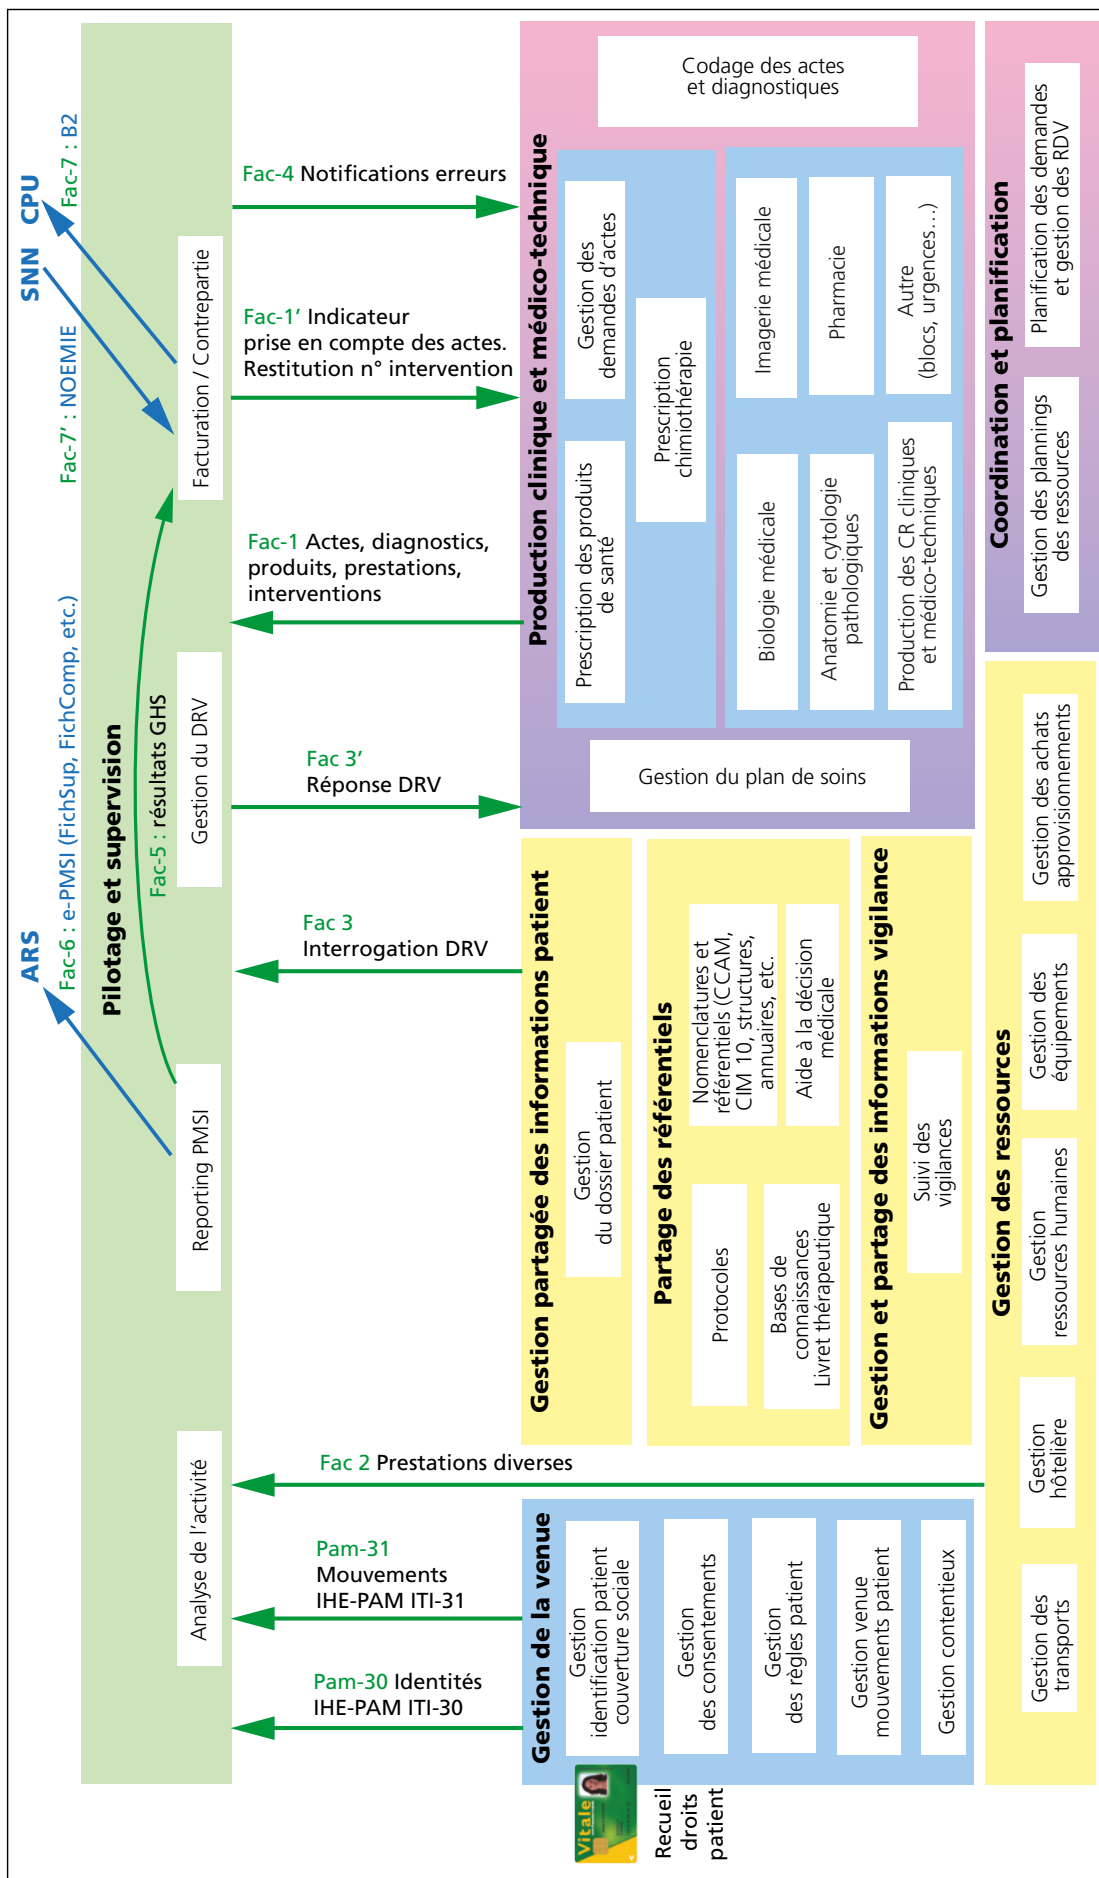 ARS
SNN
CPU
Fac-6 : e-PMSI (FichSup, FichComp, etc.)
Fac-7’ : NOEMIE
Fac-7 : B2
Pilotage et supervision
Fac-5 : résultats GHS
Analyse de l’activité
Reporting PMSI
Gestion du DRV
Facturation / Contrepartie
Pam-30 Identités
IHE-PAM ITI-30
Pam-31
Mouvements
IHE-PAM ITI-31
Fac 2 Prestations diverses
Fac 3
Interrogation DRV
Fac 3’
Réponse DRV
Fac-1 Actes, diagnostics,
produits, prestations,
interventions
Fac-1’ Indicateur
prise en compte des actes.
Restitution n° intervention
Fac-4 Notifications erreurs
Vitale
Recueil
droits
patient
Gestion de la venue
Gestion
identification patient
couverture sociale
Gestion
des consentements
Gestion
des règles patient
Gestion venue
mouvements patient
Gestion contentieux
Gestion partagée des informations patient
Gestion
du dossier patient
Partage des référentiels
Protocoles
Nomenclatures et
référentiels (CCAM,
CIM 10, structures,
annuaires, etc.
Bases de
connaissances
Livret thérapeutique
Aide à la décision
médicale
Gestion et partage des informations vigilance
Suivi des
vigilances
Production clinique et médico-technique
Gestion du plan de soins
Prescription des produits
de santé
Gestion des
demandes d’actes
Prescription
chimiothérapie
Biologie médicale
Imagerie médicale
Anatomie et cytologie
pathologiques
Pharmacie
Production des CR cliniques
et médico-techniques
Autre
(blocs, urgences…)
Codage des actes
et diagnostiques
Gestion des ressources
Gestion des
transports
Gestion
hôtelière
Gestion
ressources humaines
Gestion des
équipements
Gestion des achats
approvisionnements
Coordination et planification
Gestion des plannings
des ressources
Planification des demandes
et gestion des RDV